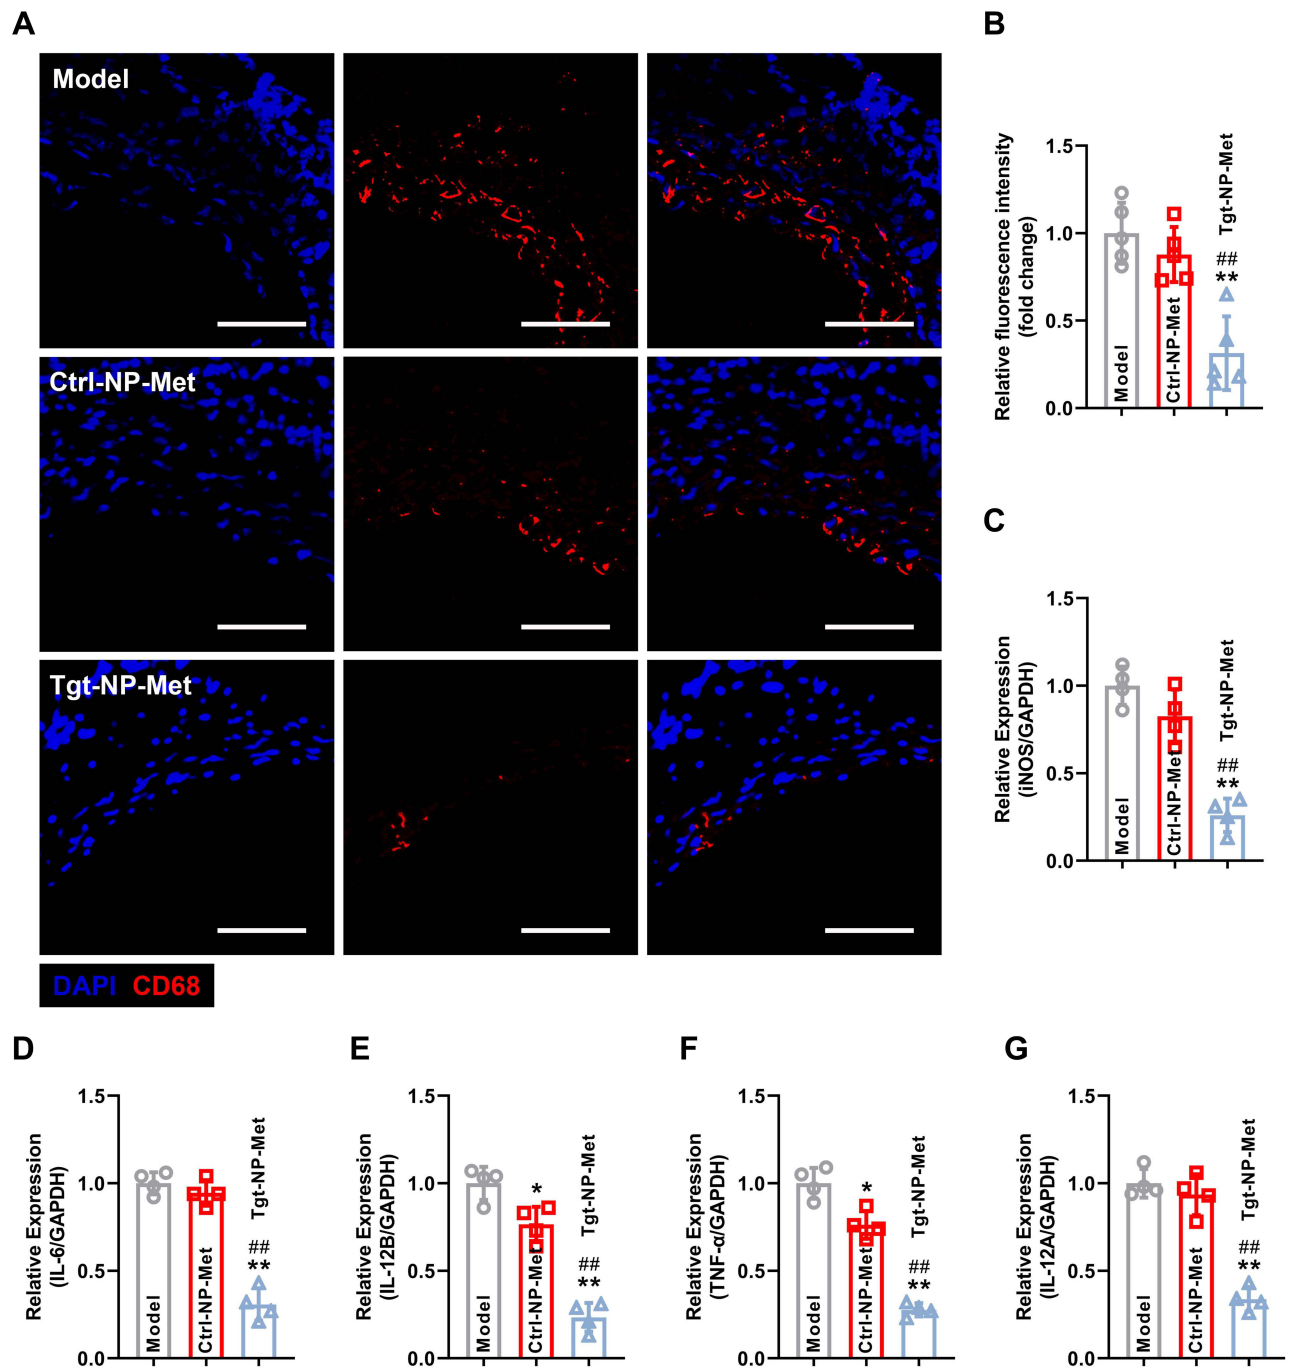 A
Model
Ctrl-NP-Met
Tgt-NP-Met
DAPI CD68
B
Relative fluorescence intensity
(fold change)
1.5
1.0
0.5
0.0
Model
Ctrl-NP-Met
Tgt-NP-Met
##
**
C
Relative Expression
(iNOS/GAPDH)
1.5
1.0
0.5
0.0
Model
Ctrl-NP-Met
Tgt-NP-Met
##
**
D
Relative Expression
(IL-6/GAPDH)
1.5
1.0
0.5
0.0
Model
Ctrl-NP-Met
Tgt-NP-Met
##
**
E
Relative Expression
(IL-12B/GAPDH)
1.5
1.0
0.5
0.0
Model
*
Ctrl-NP-Met
Tgt-NP-Met
##
**
F
Relative Expression
(TNF-α/GAPDH)
1.5
1.0
0.5
0.0
Model
*
Ctrl-NP-Met
Tgt-NP-Met
##
**
G
Relative Expression
(IL-12A/GAPDH)
1.5
1.0
0.5
0.0
Model
Ctrl-NP-Met
Tgt-NP-Met
##
**